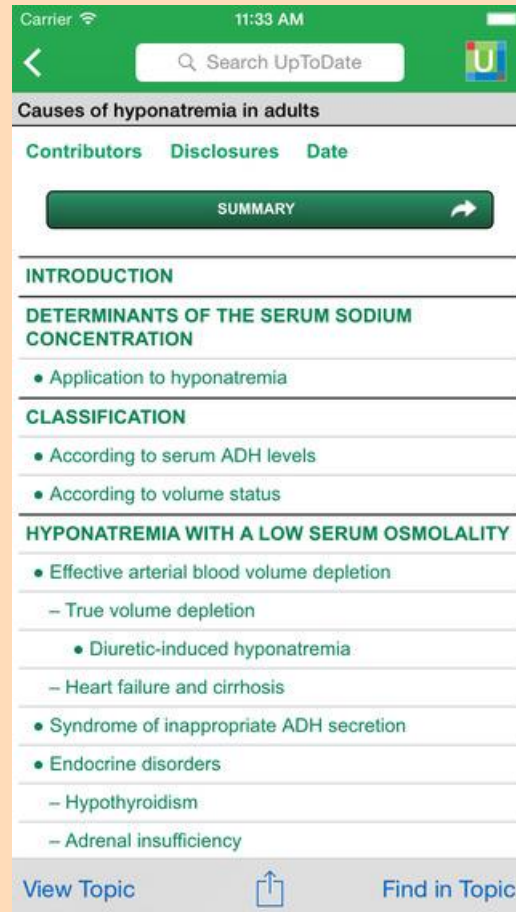 Carrier 11:33 AM
Search UpToDate
U
Causes of hyponatremia in adults
Contributors Disclosures Date
SUMMARY
INTRODUCTION
DETERMINANTS OF THE SERUM SODIUM
CONCENTRATION
• Application to hyponatremia
CLASSIFICATION
• According to serum ADH levels
• According to volume status
HYPONATREMIA WITH A LOW SERUM OSMOLALITY
• Effective arterial blood volume depletion
– True volume depletion
• Diuretic-induced hyponatremia
– Heart failure and cirrhosis
• Syndrome of inappropriate ADH secretion
• Endocrine disorders
– Hypothyroidism
– Adrenal insufficiency
View Topic Find in Topic